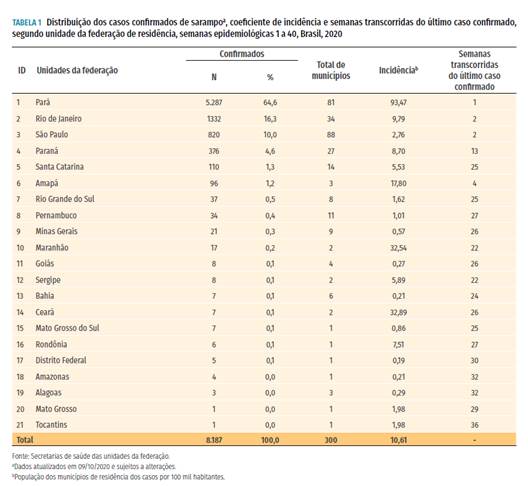 TABELA 1 Distribuição dos casos confirmados de sarampoª, coeficiente de incidência e semanas transcorridas do último caso confirmado,
segundo unidade da federação de residência, semanas epidemiológicas 1 a 40, Brasil, 2020
ID Unidades da federação Confirmados N % Total de municípios Incidênciaᵇ Semanas transcorridas do último caso confirmado
1 Pará 5.287 64,6 81 93,47 1
2 Rio de Janeiro 1332 16,3 34 9,79 2
3 São Paulo 820 10,0 88 2,76 2
4 Paraná 376 4,6 27 8,70 13
5 Santa Catarina 110 1,3 14 5,53 25
6 Amapá 96 1,2 3 17,80 4
7 Rio Grande do Sul 37 0,5 8 1,62 25
8 Pernambuco 34 0,4 11 1,01 27
9 Minas Gerais 21 0,3 9 0,57 26
10 Maranhão 17 0,2 2 32,54 22
11 Goiás 8 0,1 4 0,27 26
12 Sergipe 8 0,1 2 5,89 22
13 Bahia 7 0,1 6 0,21 24
14 Ceará 7 0,1 2 32,89 26
15 Mato Grosso do Sul 7 0,1 1 0,86 25
16 Rondônia 6 0,1 1 7,51 27
17 Distrito Federal 5 0,1 1 0,19 30
18 Amazonas 4 0,0 1 0,21 32
19 Alagoas 3 0,0 3 0,29 32
20 Mato Grosso 1 0,0 1 1,98 29
21 Tocantins 1 0,0 1 1,98 36
Total 8.187 100,0 300 10,61 -
Fonte: Secretarias de saúde das unidades da federação.
ªDados atualizados em 09/10/2020 e sujeitos a alterações.
ᵇPopulação dos municípios de residência dos casos por 100 mil habitantes.